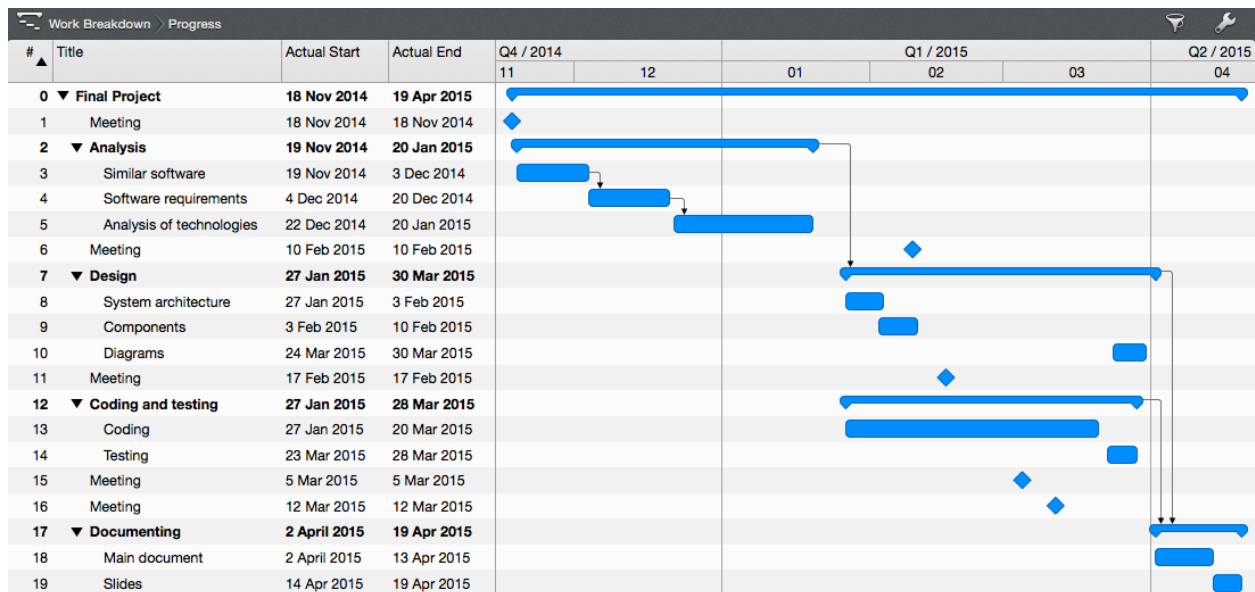 Work Breakdown Progress
# Title Actual Start Actual End Q4 / 2014 Q1 / 2015 Q2 / 2015
11 12 01 02 03 04
0 Final Project 18 Nov 2014 19 Apr 2015
1 Meeting 18 Nov 2014 18 Nov 2014
2 Analysis 19 Nov 2014 20 Jan 2015
3 Similar software 19 Nov 2014 3 Dec 2014
4 Software requirements 4 Dec 2014 20 Dec 2014
5 Analysis of technologies 22 Dec 2014 20 Jan 2015
6 Meeting 10 Feb 2015 10 Feb 2015
7 Design 27 Jan 2015 30 Mar 2015
8 System architecture 27 Jan 2015 3 Feb 2015
9 Components 3 Feb 2015 10 Feb 2015
10 Diagrams 24 Mar 2015 30 Mar 2015
11 Meeting 17 Feb 2015 17 Feb 2015
12 Coding and testing 27 Jan 2015 28 Mar 2015
13 Coding 27 Jan 2015 20 Mar 2015
14 Testing 23 Mar 2015 28 Mar 2015
15 Meeting 5 Mar 2015 5 Mar 2015
16 Meeting 12 Mar 2015 12 Mar 2015
17 Documenting 2 April 2015 19 Apr 2015
18 Main document 2 April 2015 13 Apr 2015
19 Slides 14 Apr 2015 19 Apr 2015